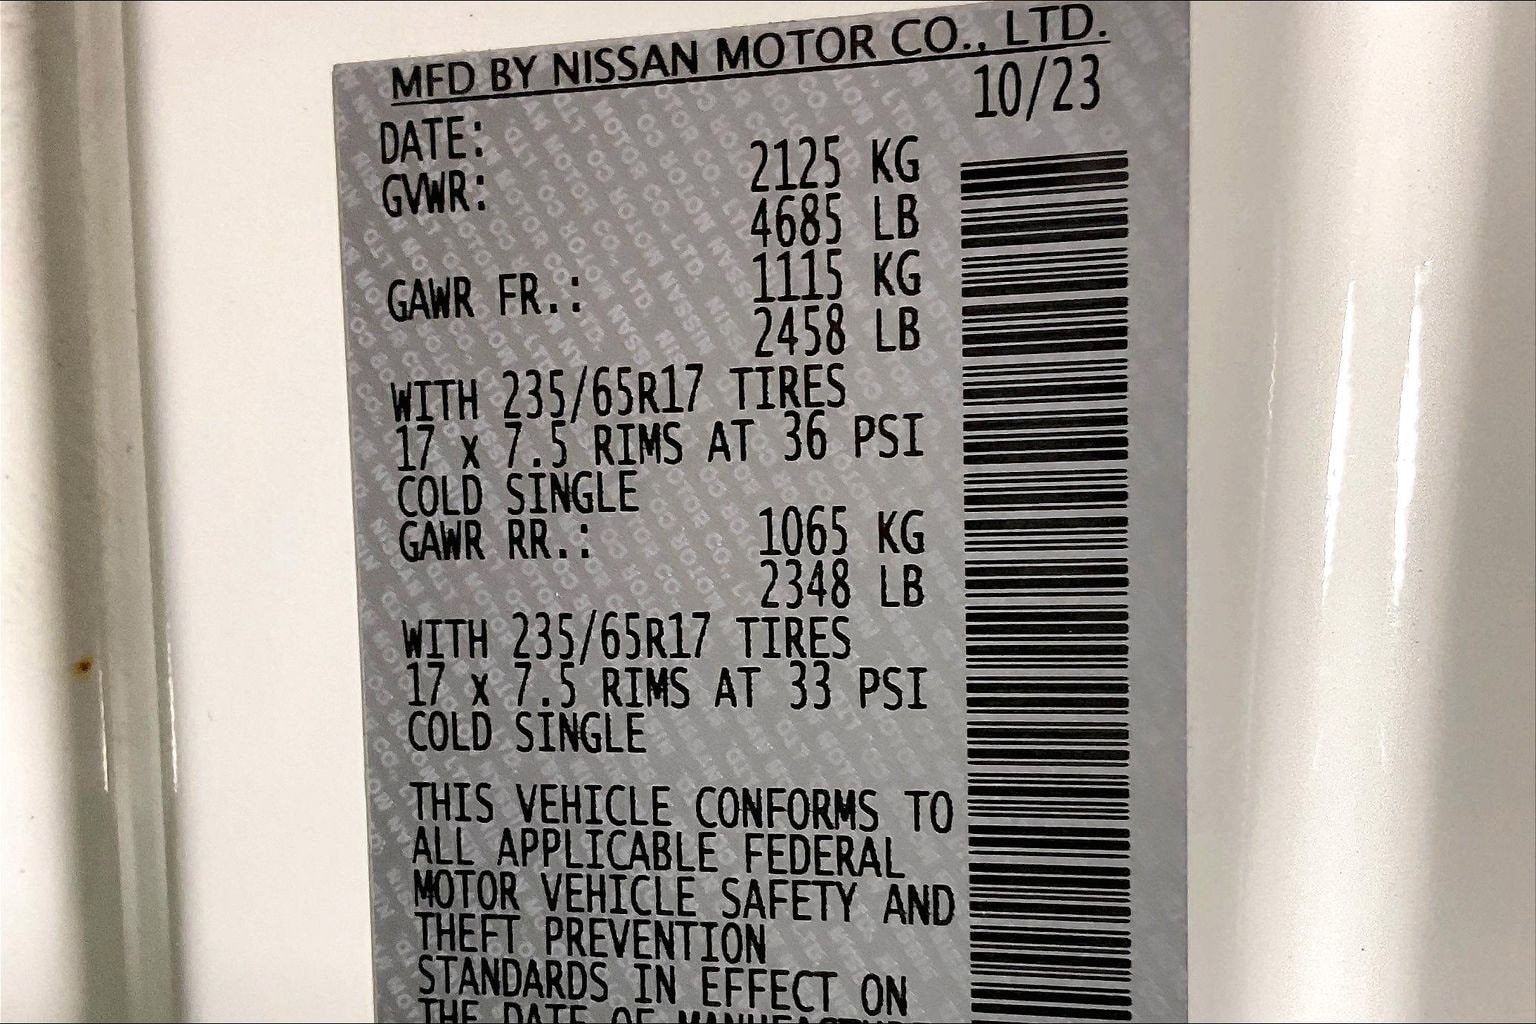 MFD BY NISSAN MOTOR CO., LTD.
DATE: 10/23
GVWR: 2125 KG
4685 LB
GAWR FR.: 1115 KG
2458 LB
WITH 235/65R17 TIRES
17 x 7.5 RIMS AT 36 PSI
COLD SINGLE
GAWR RR.: 1065 KG
2348 LB
WITH 235/65R17 TIRES
17 x 7.5 RIMS AT 33 PSI
COLD SINGLE
THIS VEHICLE CONFORMS TO
ALL APPLICABLE FEDERAL
MOTOR VEHICLE SAFETY AND
THEFT PREVENTION
STANDARDS IN EFFECT ON
THE DATE OF